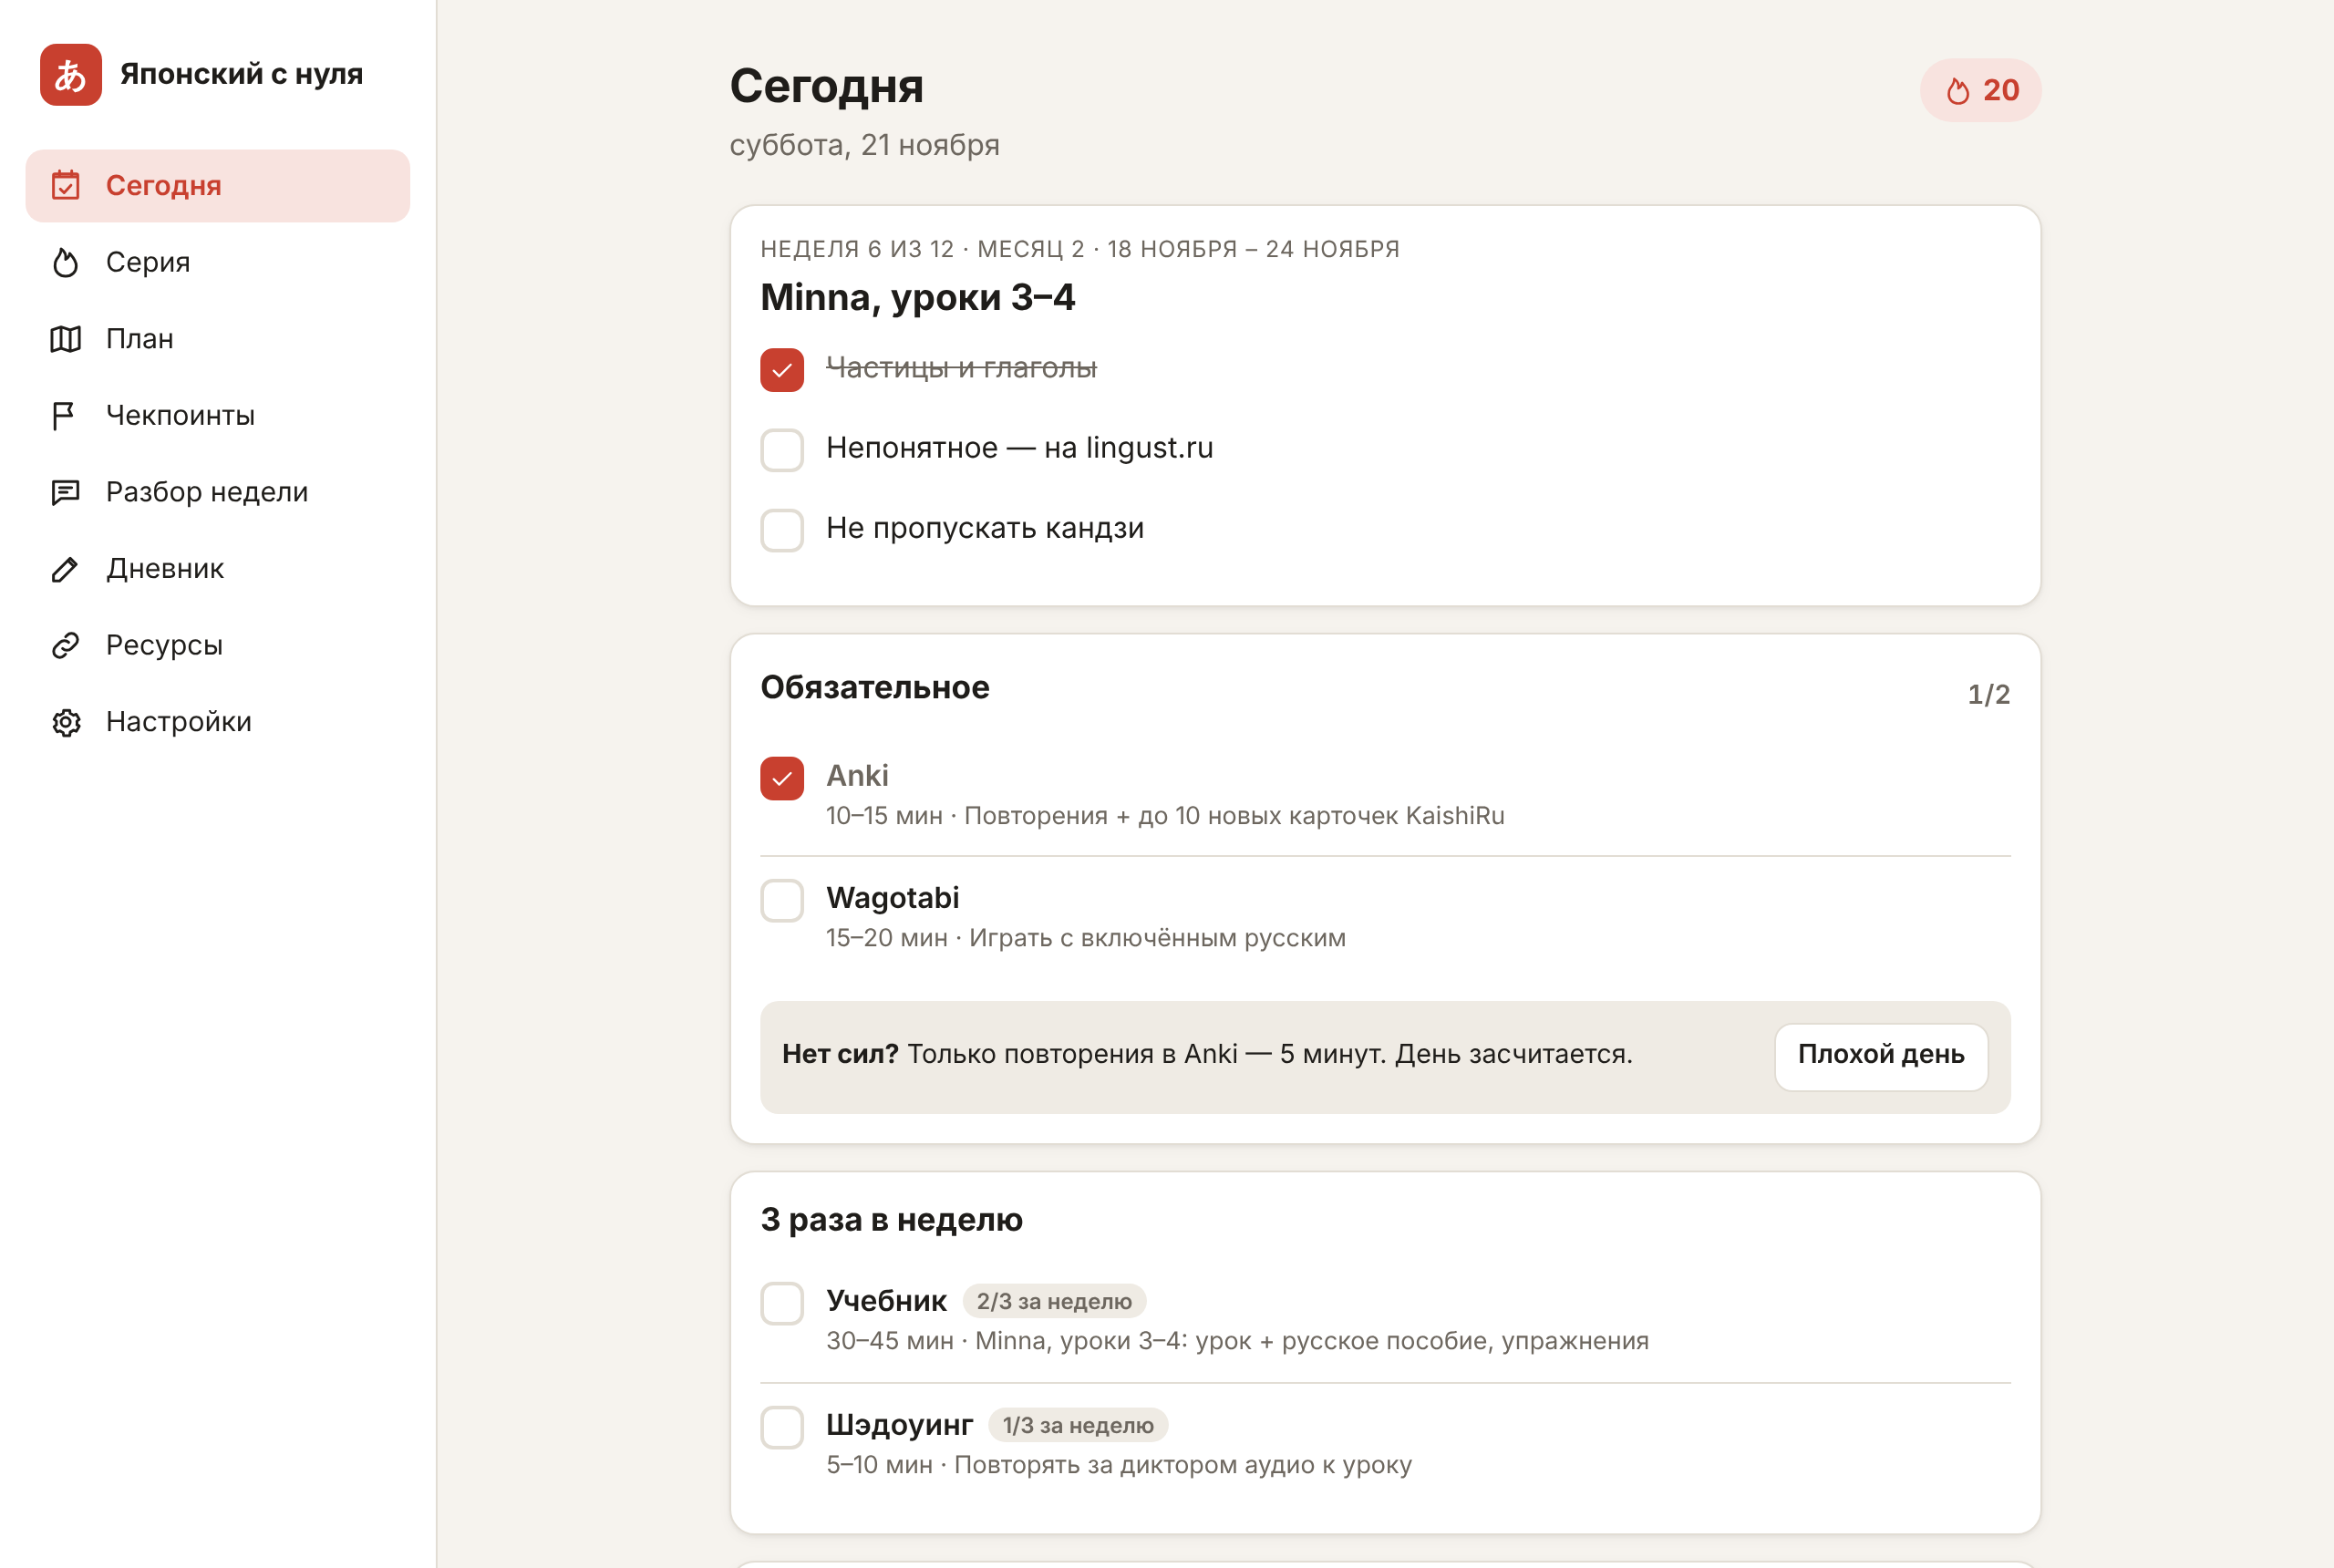 あ Японский с нуля
Сегодня
Серия
План
Чекпоинты
Разбор недели
Дневник
Ресурсы
Настройки
Сегодня
20
суббота, 21 ноября
НЕДЕЛЯ 6 ИЗ 12 · МЕСЯЦ 2 · 18 НОЯБРЯ – 24 НОЯБРЯ
Minna, уроки 3–4
Частицы и глаголы
Непонятное — на lingust.ru
Не пропускать кандзи
Обязательное
1/2
Anki
10–15 мин · Повторения + до 10 новых карточек KaishiRu
Wagotabi
15–20 мин · Играть с включённым русским
Нет сил? Только повторения в Anki — 5 минут. День засчитается.
Плохой день
3 раза в неделю
Учебник 2/3 за неделю
30–45 мин · Minna, уроки 3–4: урок + русское пособие, упражнения
Шэдоуинг 1/3 за неделю
5–10 мин · Повторять за диктором аудио к уроку